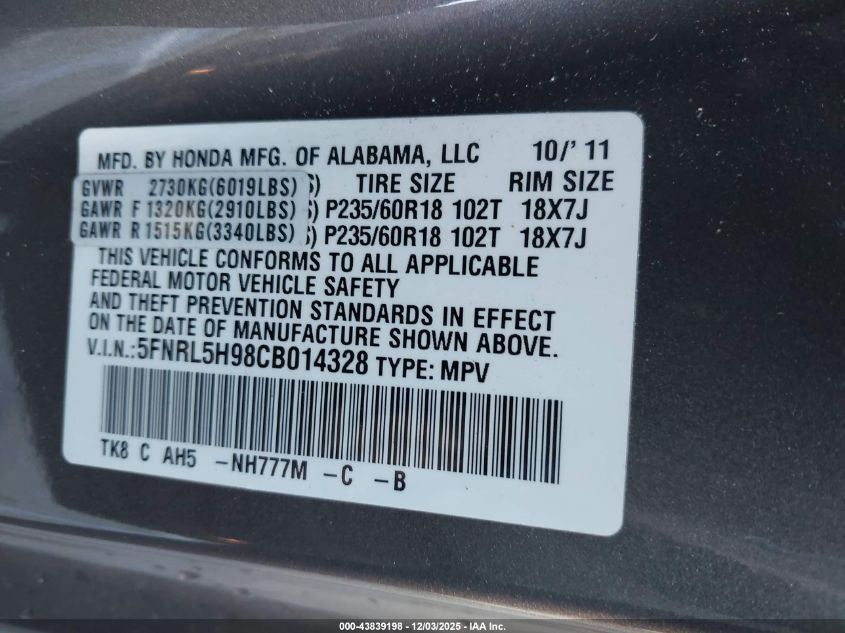 MFD. BY HONDA MFG. OF ALABAMA, LLC 10/'11
GVWR 2730KG(6019LBS) TIRE SIZE RIM SIZE
GAWR F 1320KG(2910LBS) P235/60R18 102T 18X7J
GAWR R 1515KG(3340LBS) P235/60R18 102T 18X7J
THIS VEHICLE CONFORMS TO ALL APPLICABLE
FEDERAL MOTOR VEHICLE SAFETY
AND THEFT PREVENTION STANDARDS IN EFFECT
ON THE DATE OF MANUFACTURE SHOWN ABOVE.
V.I.N.:5FNRL5H98CB014328 TYPE: MPV
TK8 C AH5 -NH777M -C -B
000-43839198 - 12/03/2025 - IAA Inc.